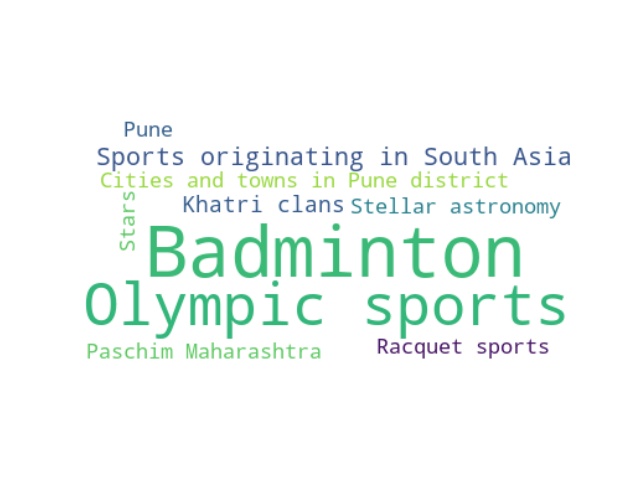 Pune
Sports originating in South Asia
Cities and towns in Pune district
Stars
Khatri clans
Stellar astronomy
Badminton
Olympic sports
Paschim Maharashtra
Racquet sports